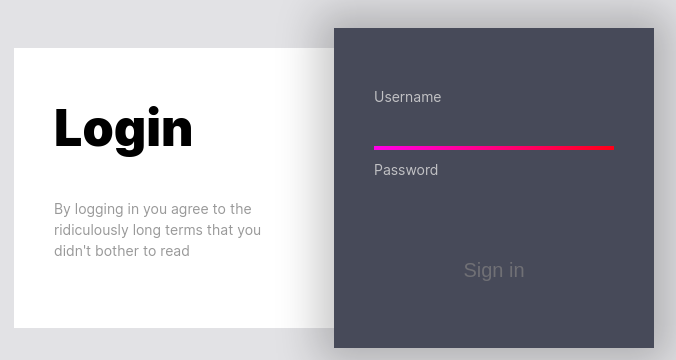 Login
By logging in you agree to the
ridiculously long terms that you
didn't bother to read
Username
Password
Sign in